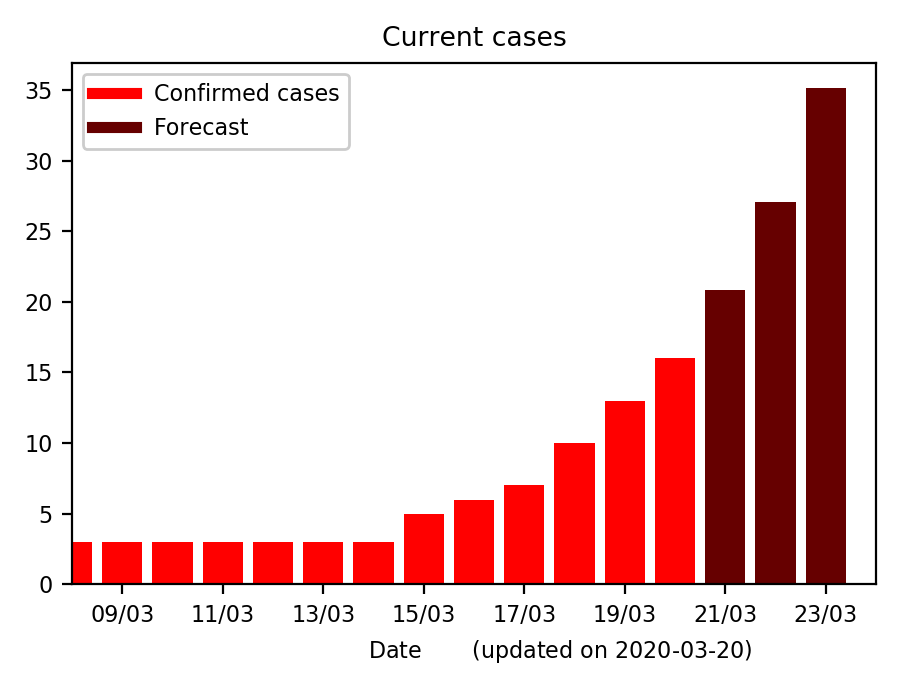 Current cases
Confirmed cases
Forecast
35
30
25
20
15
10
5
0
09/03 11/03 13/03 15/03 17/03 19/03 21/03 23/03
Date (updated on 2020-03-20)